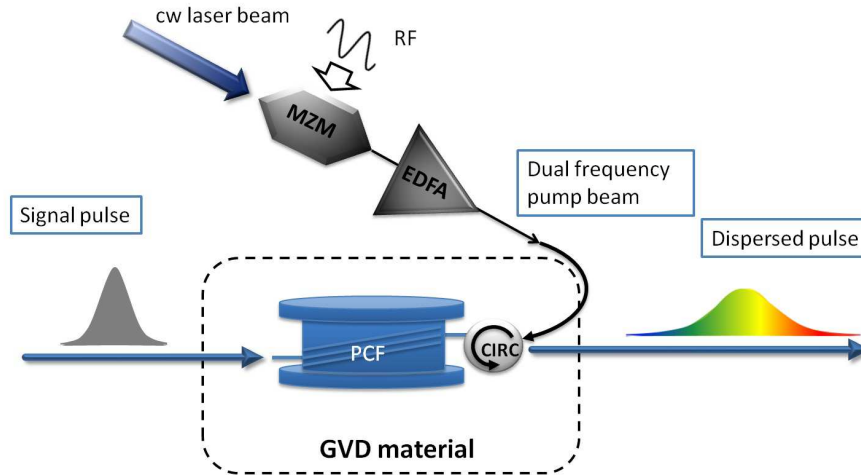 cw laser beam
RF
MZM
EDFA
Dual frequency
pump beam
Signal pulse
Dispersed pulse
PCF
CIRC
GVD material